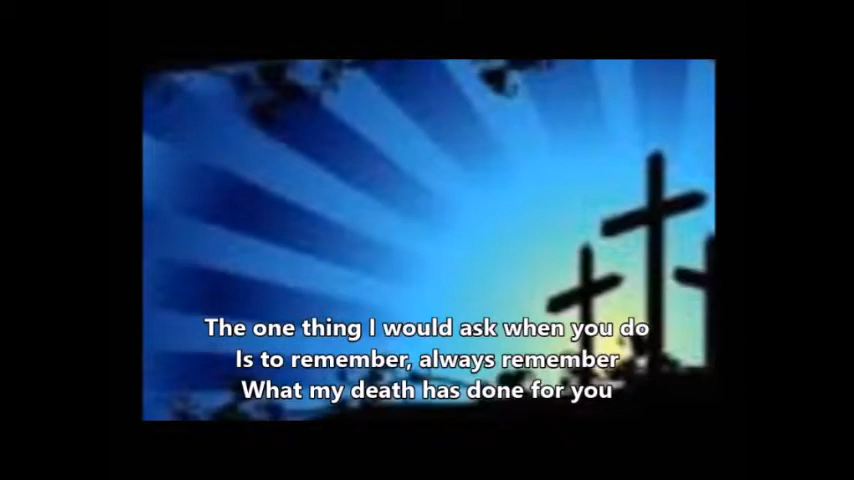 The one thing I would ask when you do
Is to remember, always remember
What my death has done for you